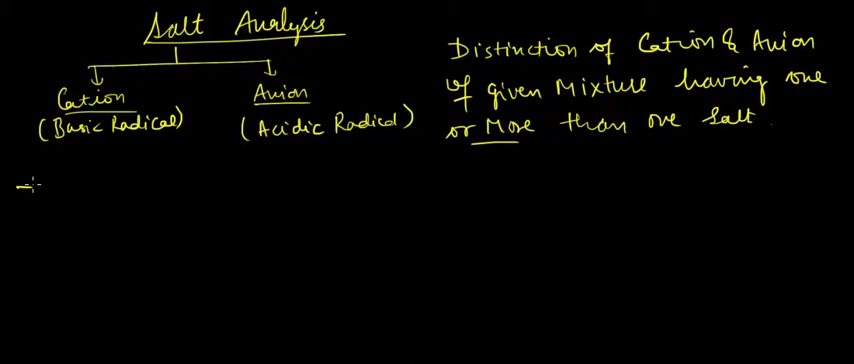 Salt Analysis
Cation
(Basic Radical)
Anion
(Acidic Radical)
Distinction of Cation & Anion
of given Mixture having one
or More than one Salt